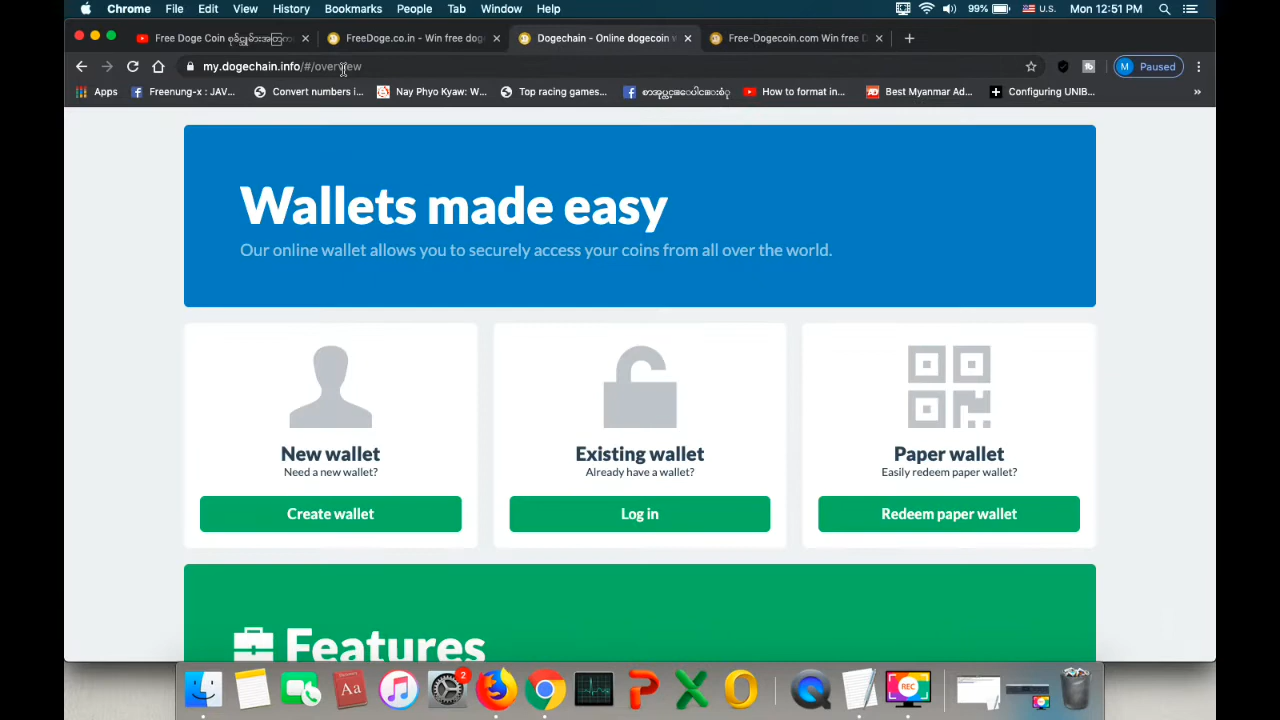 Chrome File Edit View History Bookmarks People Tab Window Help 99% U.S. Mon 12:51 PM
Free Doge Coin FreeDoge.co.in - Win free dog Dogechain - Online dogecoin Free-Dogecoin.com Win free D
my.dogechain.info/#/overview M Paused
Apps Freenung-x : JAV... Convert numbers i... Nay Phyo Kyaw: W... Top racing games... How to format in... Best Myanmar Ad... Configuring UNIB... »
Wallets made easy
Our online wallet allows you to securely access your coins from all over the world.
New wallet
Need a new wallet?
Create wallet
Existing wallet
Already have a wallet?
Log in
Paper wallet
Easily redeem paper wallet?
Redeem paper wallet
Features
Aa
2
REC